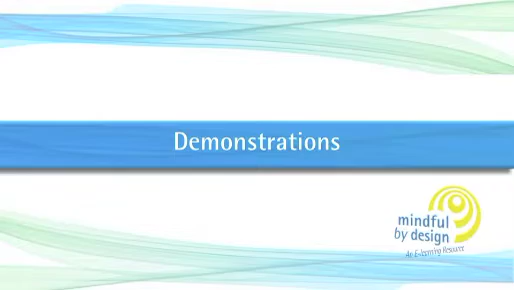 Demonstrations
mindful
by design
An E-learning Resource